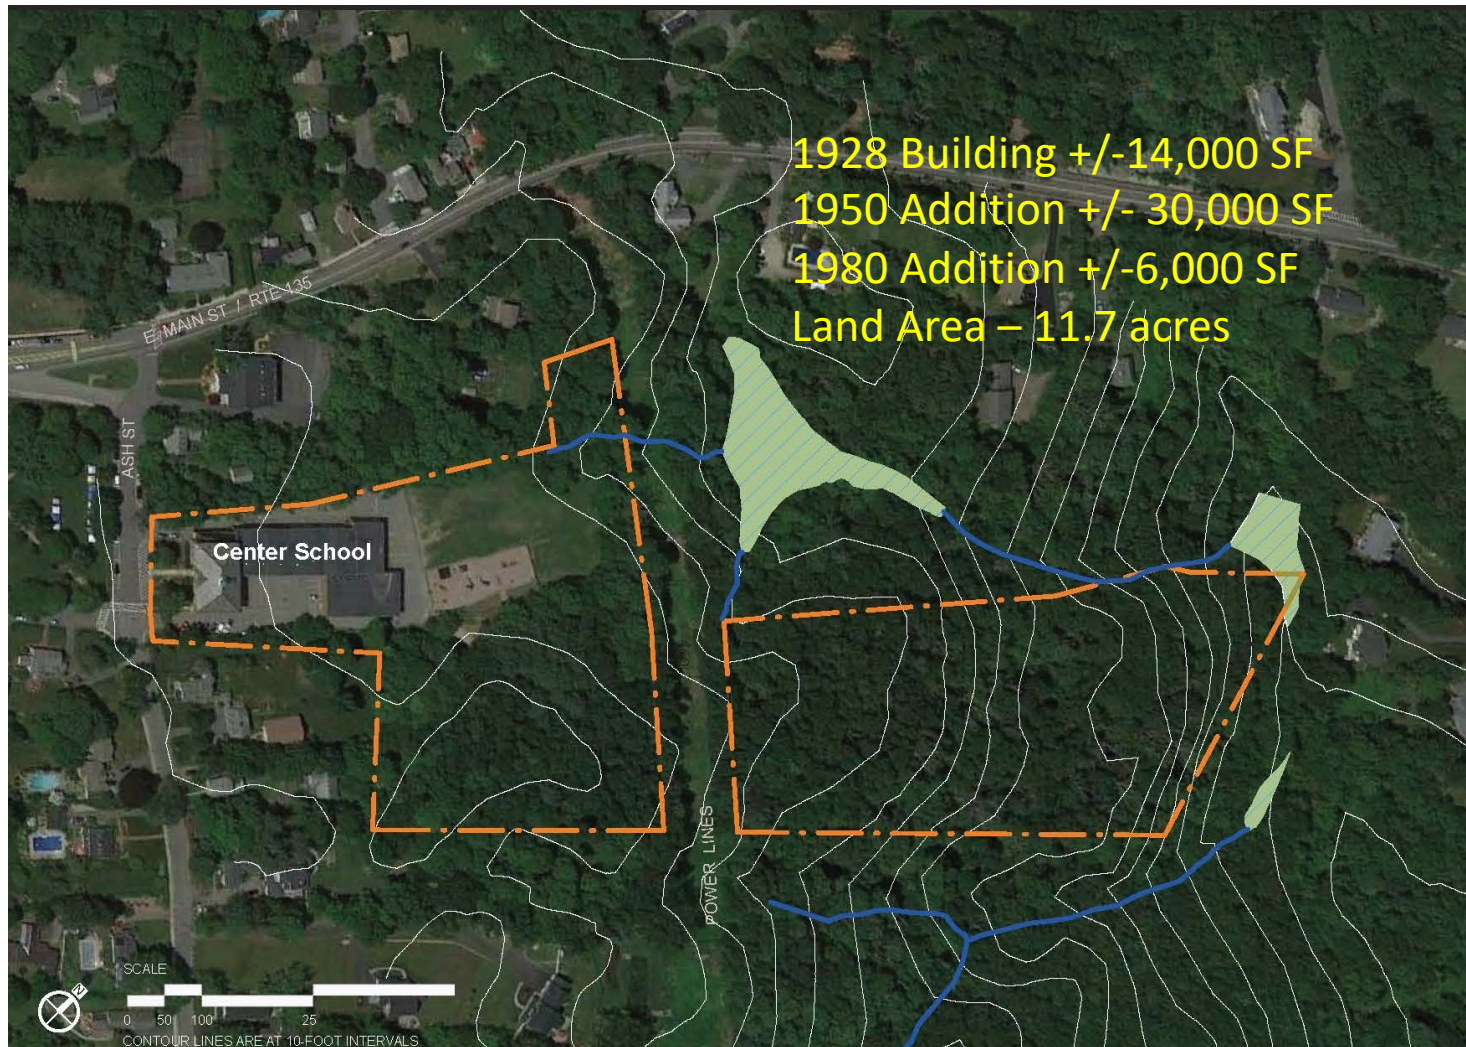 1928 Building +/-14,000 SF
1950 Addition +/- 30,000 SF
1980 Addition +/-6,000 SF
Land Area – 11.7 acres
E. MAIN ST / RTE 135
ASH ST
Center School
POWER LINES
SCALE
N
0 50 100 25
CONTOUR LINES ARE AT 10-FOOT INTERVALS